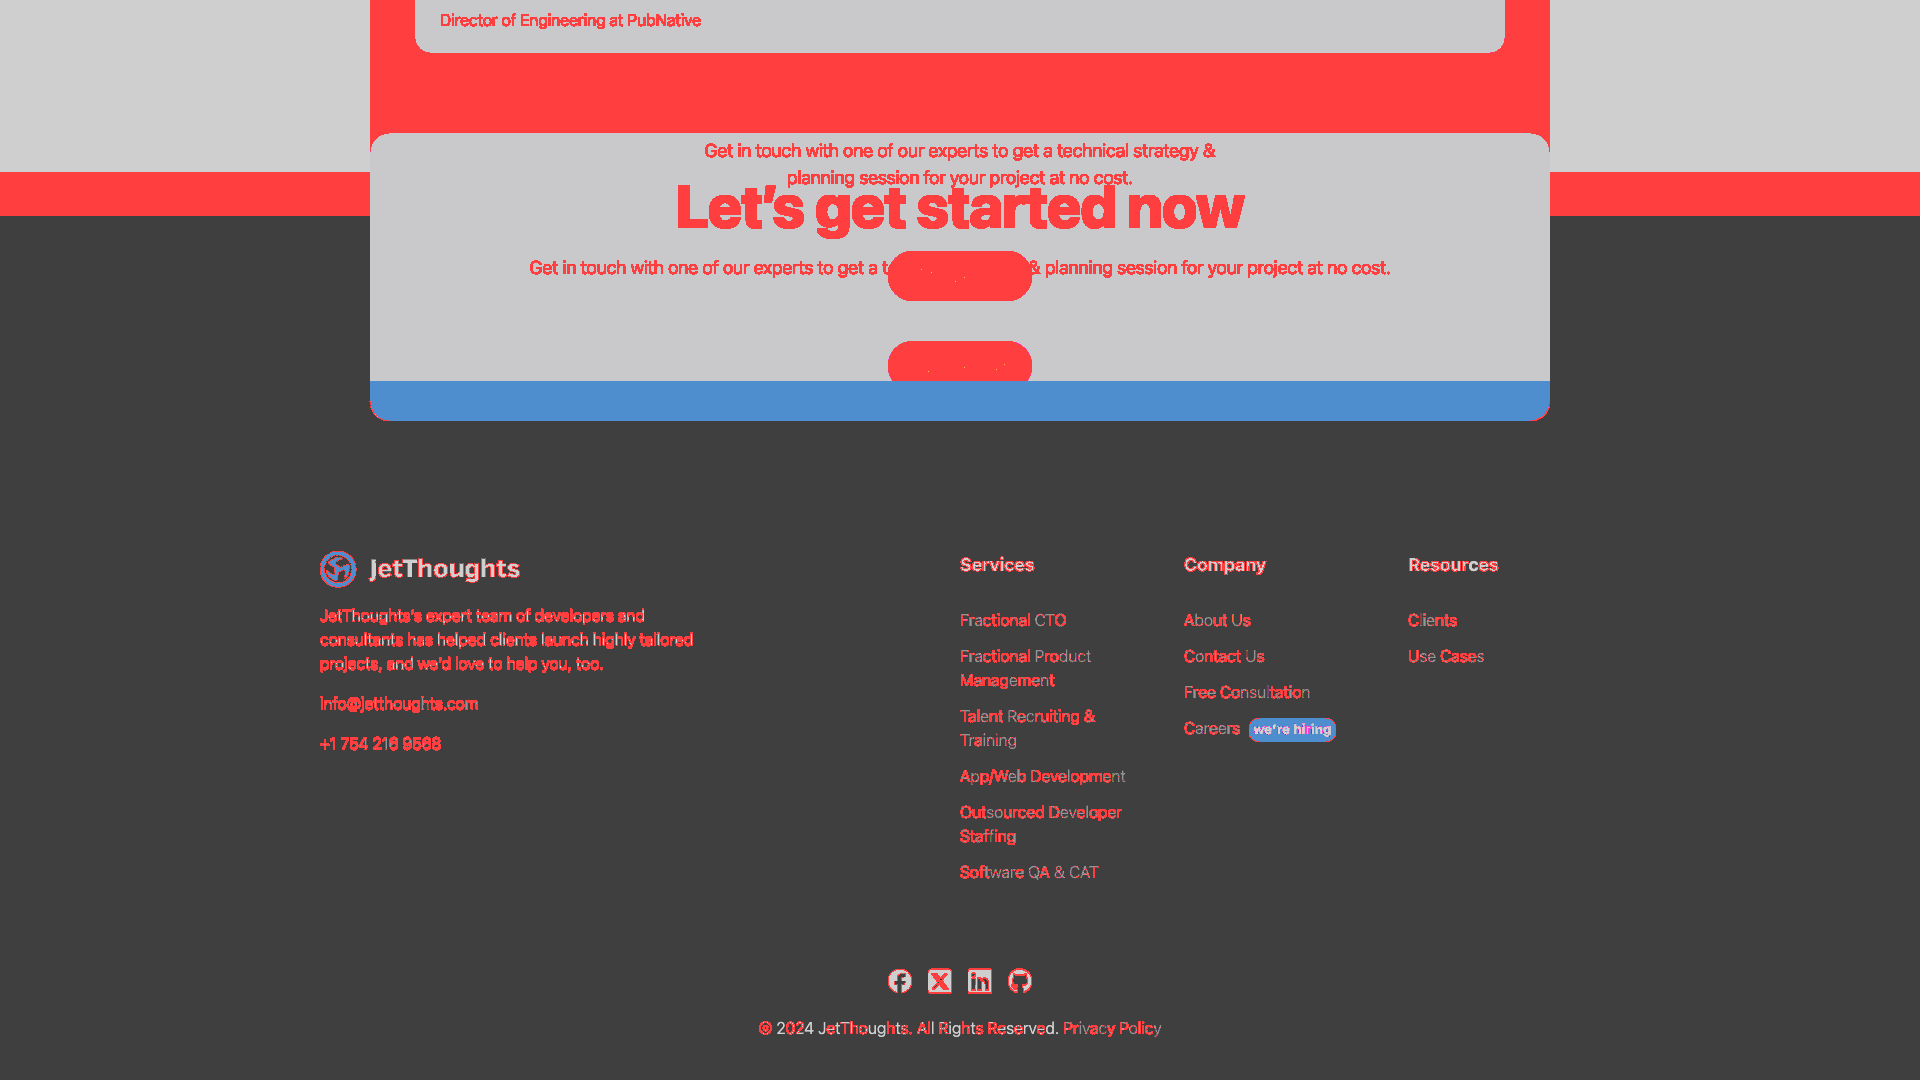 Director of Engineering at PubNative
Get in touch with one of our experts to get a technical strategy &
planning session for your project at no cost.
Let's get started now
Get in touch with one of our experts to get a & planning session for your project at no cost.
JetThoughts
JetThoughts's expert team of developers and
consultants has helped clients launch highly tailored
projects, and we'd love to help you, too.
info@jetthoughts.com
+1 754 216 9568
Services
Fractional CTO
Fractional Product
Management
Talent Recruiting &
Training
App/Web Development
Outsourced Developer
Staffing
Software QA & CAT
Company
About Us
Contact Us
Free Consultation
Careers we're hiring
Resources
Clients
Use Cases
© 2024 JetThoughts. All Rights Reserved. Privacy Policy